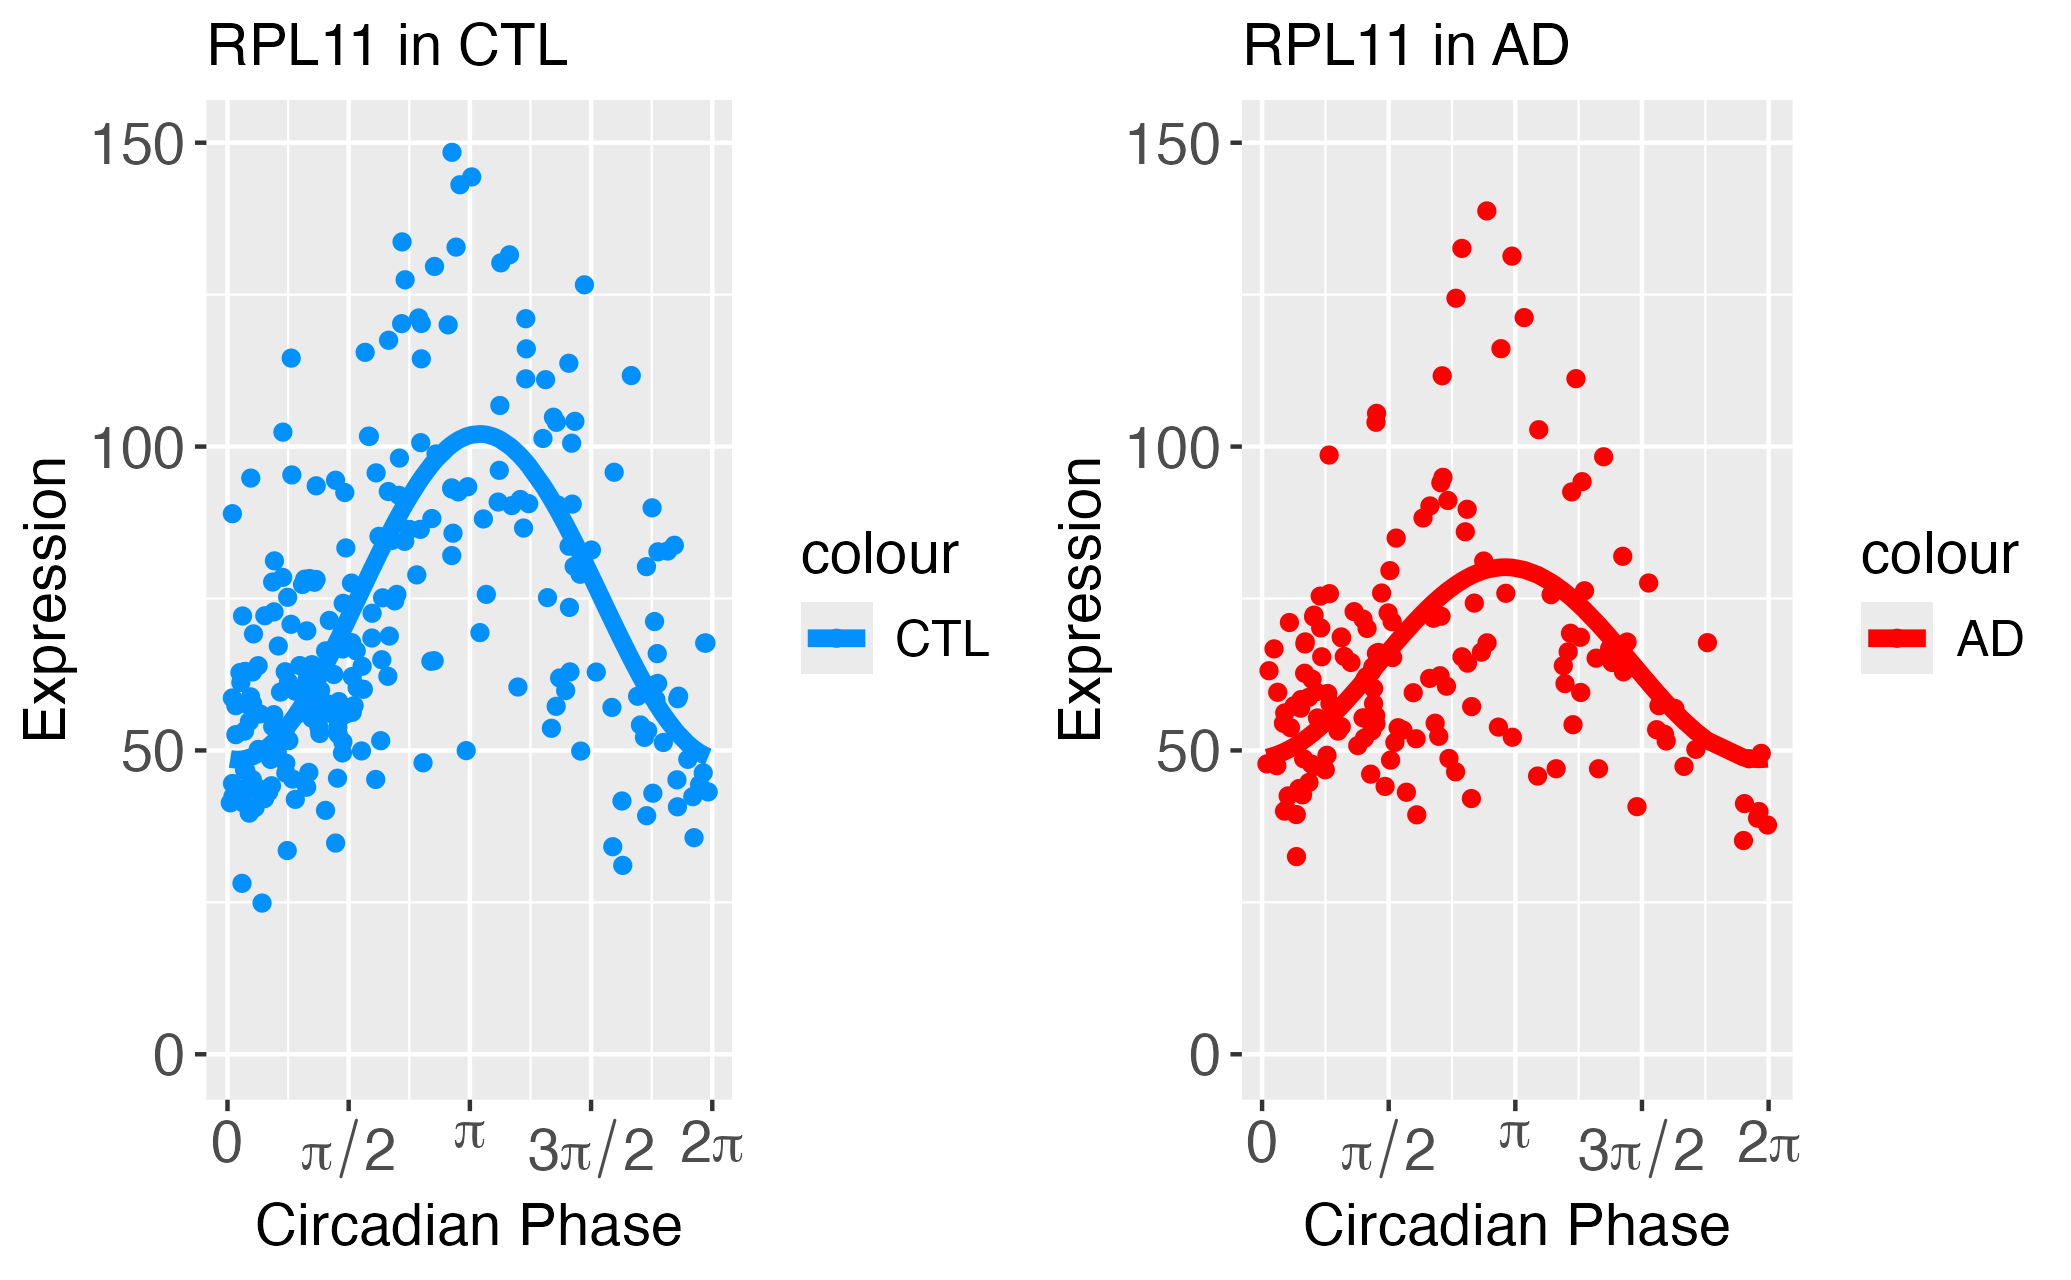 RPL11 in CTL
150
100
50
0
Expression
0 π/2 π 3π/2 2π
Circadian Phase
colour
CTL
RPL11 in AD
150
100
50
0
Expression
0 π/2 π 3π/2 2π
Circadian Phase
colour
AD